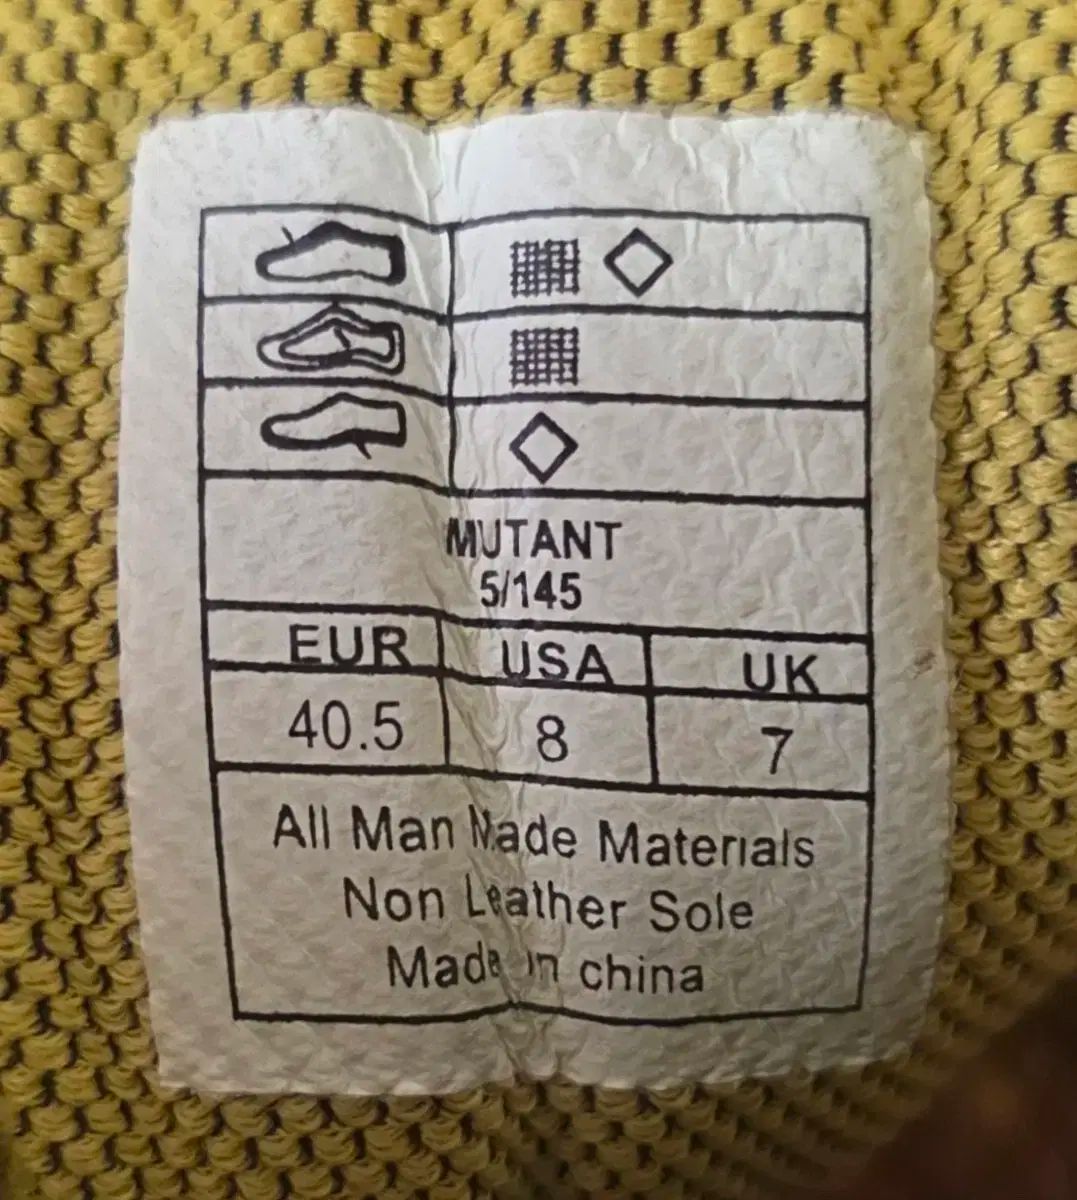 MUTANT
5/145
EUR USA UK
40.5 8 7
All Man Made Materials
Non Leather Sole
Made in china